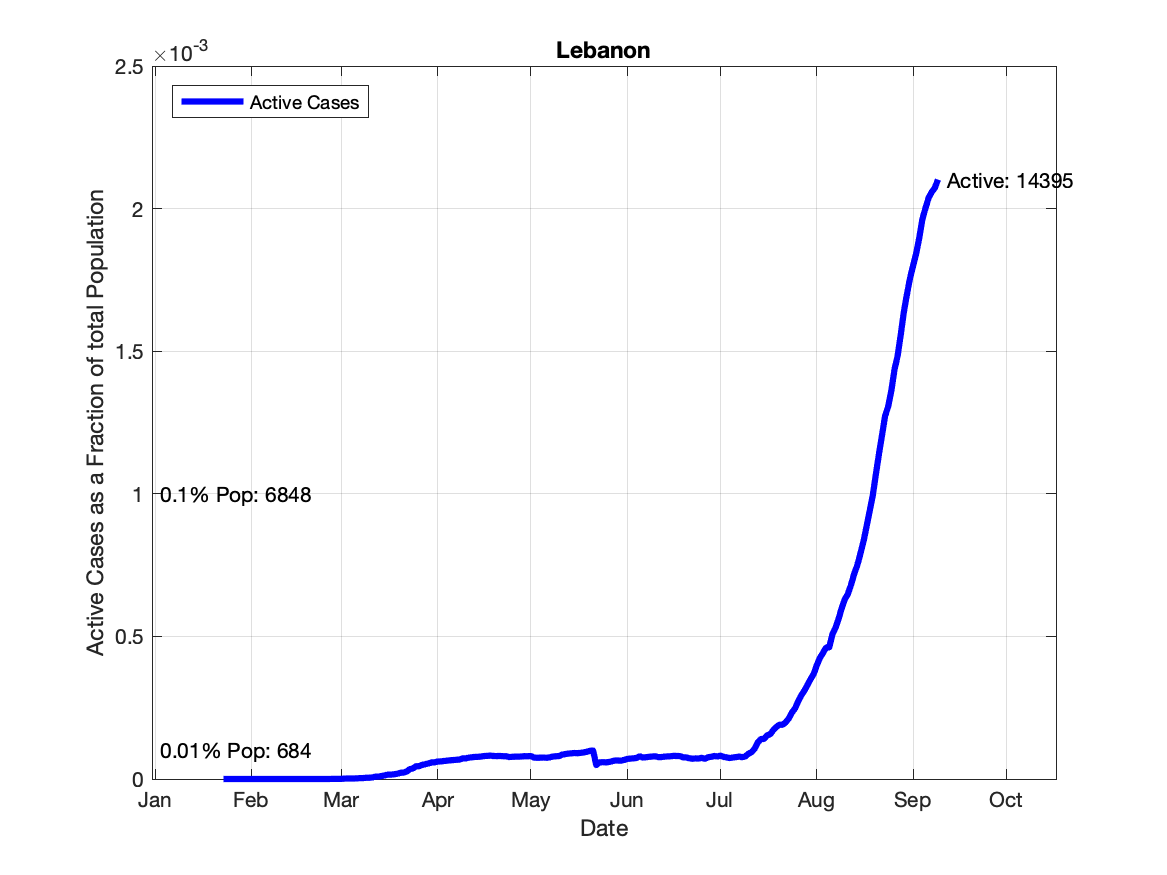 Lebanon
×10-3
2.5
2
1.5
1
0.5
0
Active Cases
Active: 14395
0.1% Pop: 6848
0.01% Pop: 684
Active Cases as a Fraction of total Population
Jan Feb Mar Apr May Jun Jul Aug Sep Oct
Date